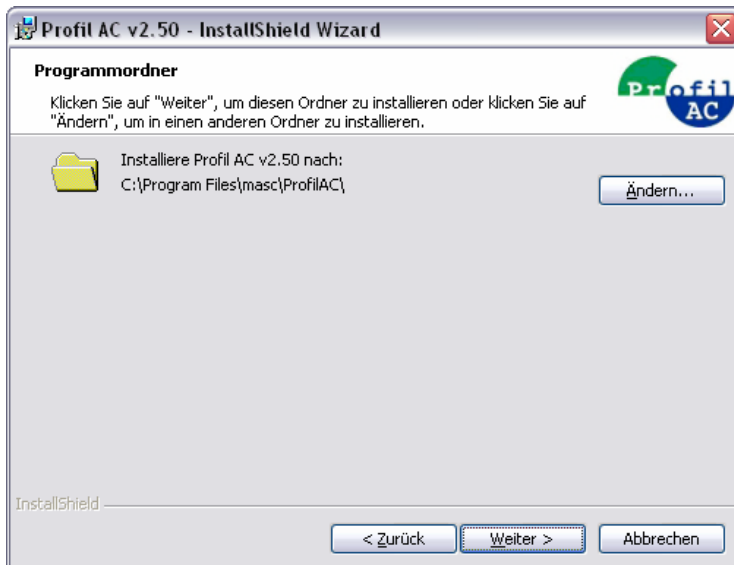 Profil AC v2.50 - InstallShield Wizard
Programmordner
Klicken Sie auf "Weiter", um diesen Ordner zu installieren oder klicken Sie auf
"Ändern", um in einen anderen Ordner zu installieren.
Profil
AC
Installiere Profil AC v2.50 nach:
C:\Program Files\masc\ProfilAC\
Ändern...
InstallShield
< Zurück
Weiter >
Abbrechen